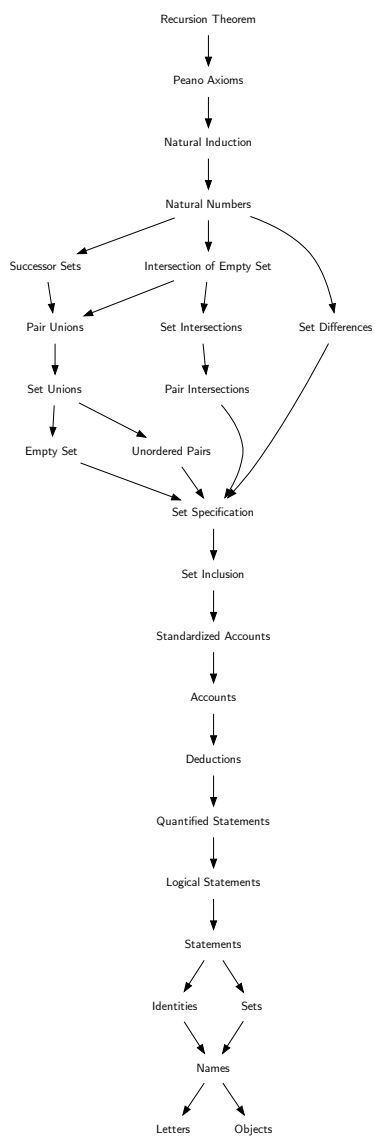 Recursion Theorem
Peano Axioms
Natural Induction
Natural Numbers
Successor Sets
Intersection of Empty Set
Pair Unions
Set Intersections
Set Differences
Set Unions
Pair Intersections
Empty Set
Unordered Pairs
Set Specification
Set Inclusion
Standardized Accounts
Accounts
Deductions
Quantified Statements
Logical Statements
Statements
Identities
Sets
Names
Letters
Objects